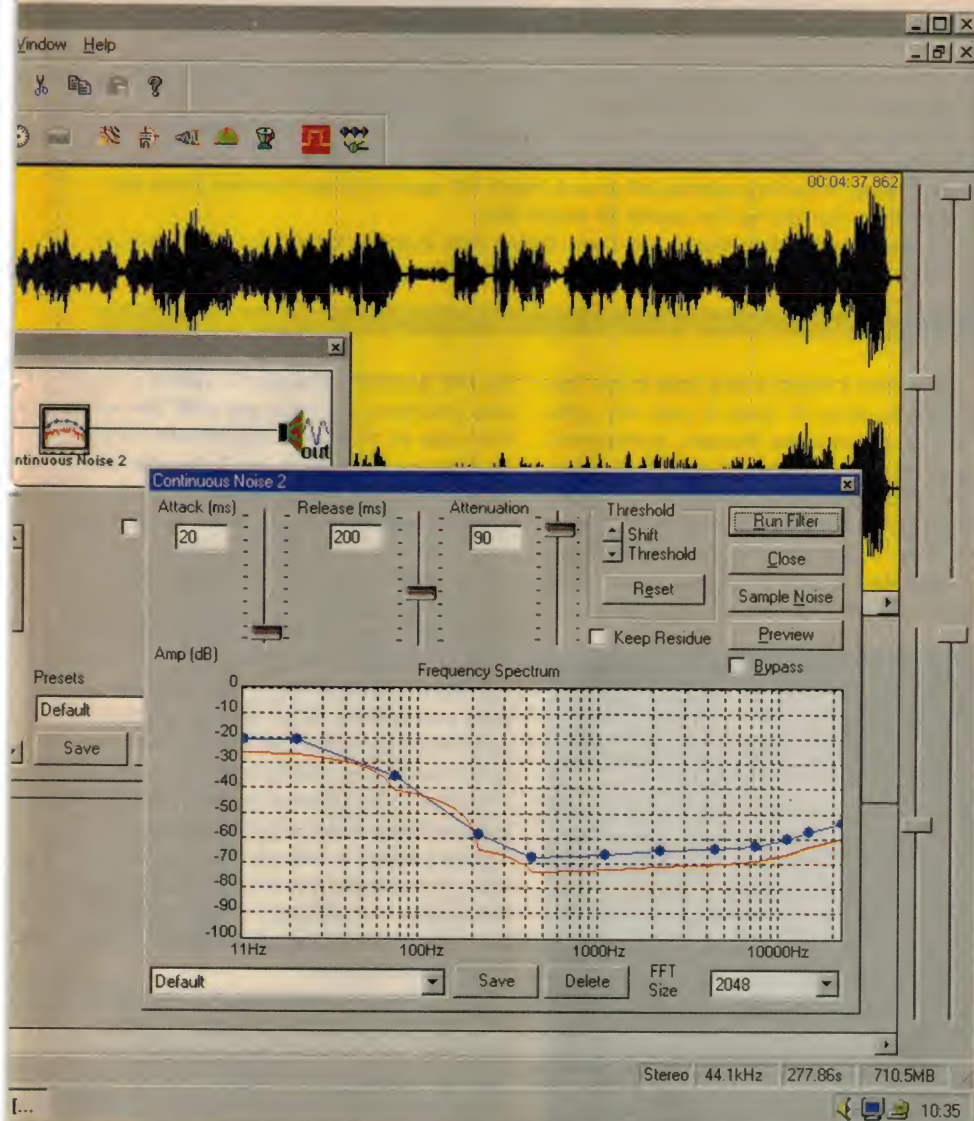 Window Help
00:04:37.862
out
ntinuous Noise 2
Continuous Noise 2
Attack (ms) Release (ms) Attenuation Threshold
20 200 90
Shift
Threshold
Reset
Keep Residue
Run Filter
Close
Sample Noise
Preview
Bypass
Presets
Default
Save
Amp (dB)
Frequency Spectrum
0
-10
-20
-30
-40
-50
-60
-70
-80
-90
-100
11Hz 100Hz 1000Hz 10000Hz
Default Save Delete FFT Size 2048
Stereo 44.1kHz 277.86s 710.5MB
[... 10:35